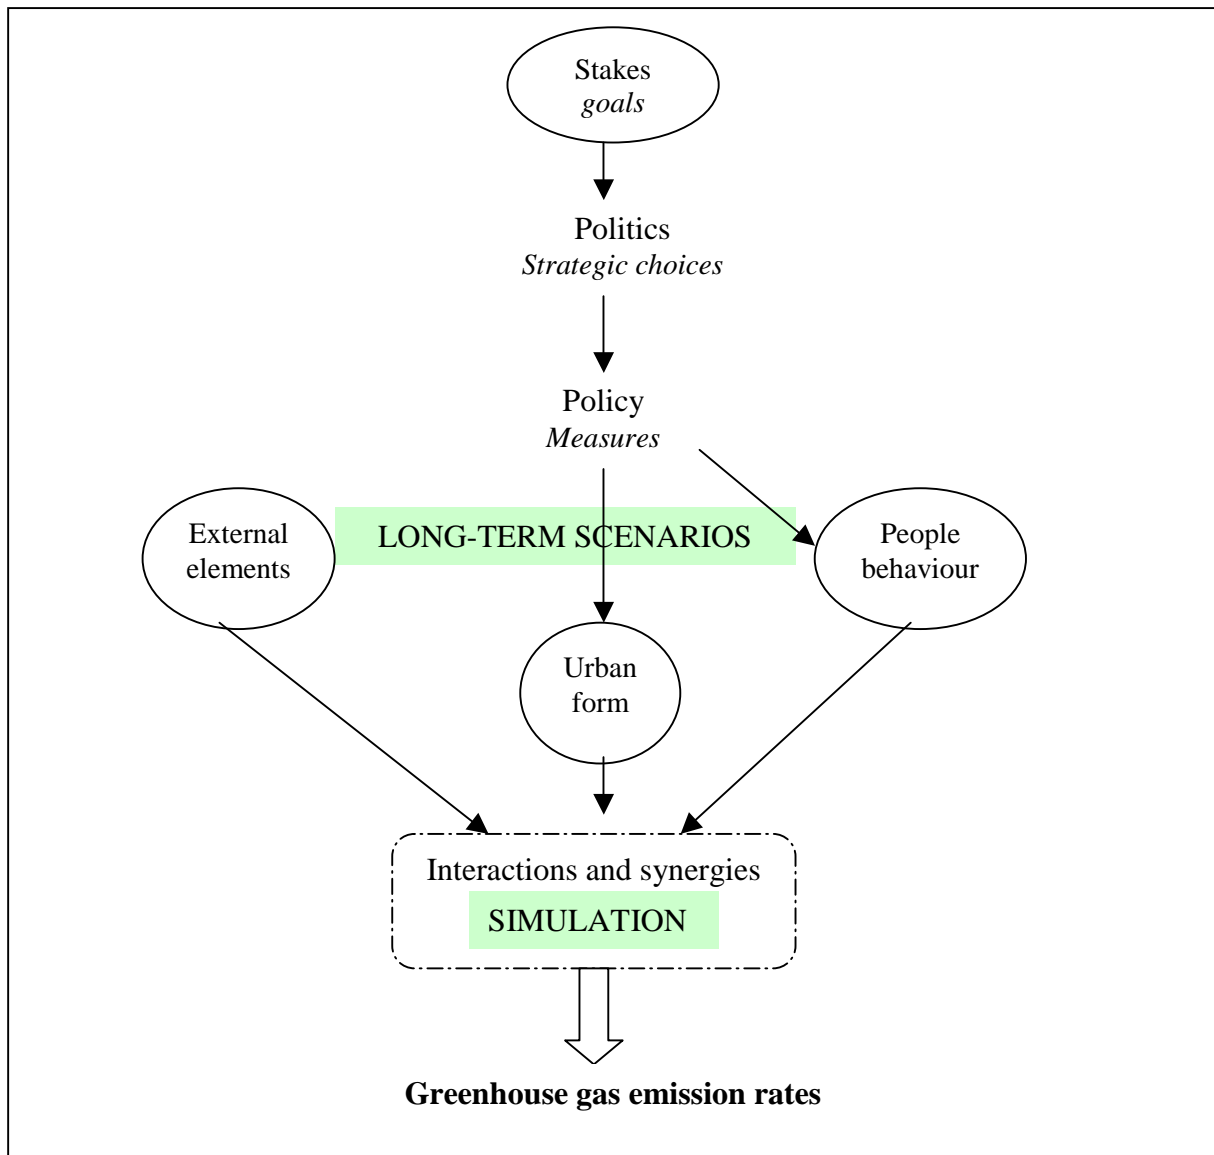 Stakes
goals
Politics
Strategic choices
Policy
Measures
External
elements
LONG-TERM SCENARIOS
People
behaviour
Urban
form
Interactions and synergies
SIMULATION
Greenhouse gas emission rates